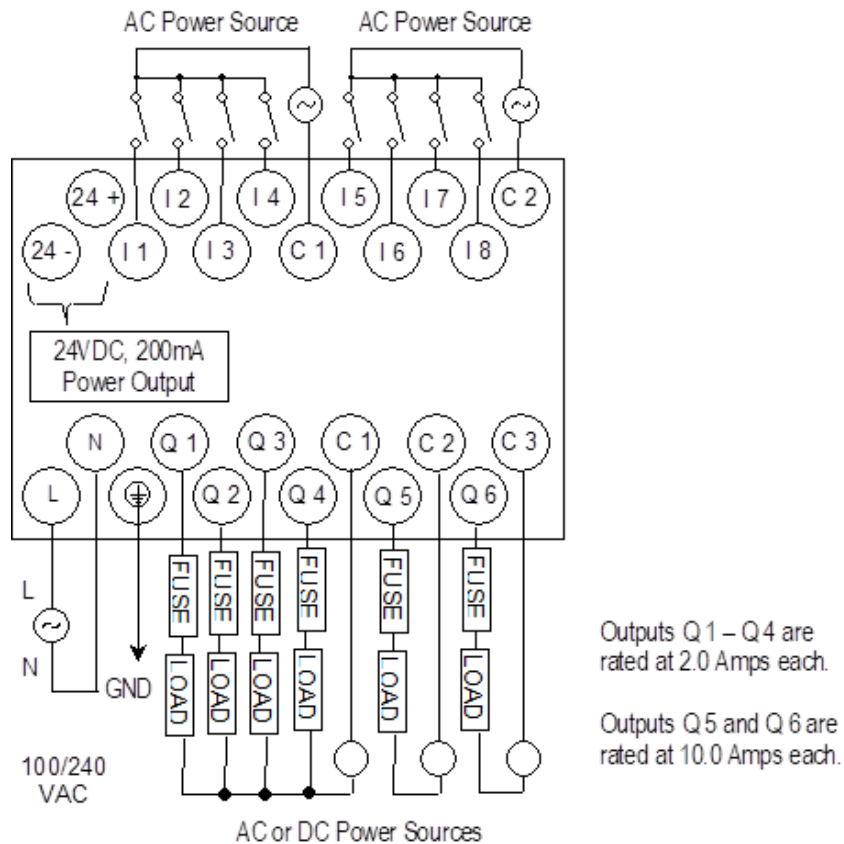 AC Power Source
AC Power Source
24 +
I 2
I 4
I 5
I 7
C 2
24 -
I 1
I 3
C 1
I 6
I 8
24VDC, 200mA
Power Output
N
Q 1
Q 3
C 1
C 2
C 3
L
Q 2
Q 4
Q 5
Q 6
FUSE
FUSE
FUSE
FUSE
FUSE
FUSE
L
N
GND
LOAD
LOAD
LOAD
LOAD
LOAD
LOAD
100/240
VAC
AC or DC Power Sources
Outputs Q 1 – Q 4 are
rated at 2.0 Amps each.
Outputs Q 5 and Q 6 are
rated at 10.0 Amps each.